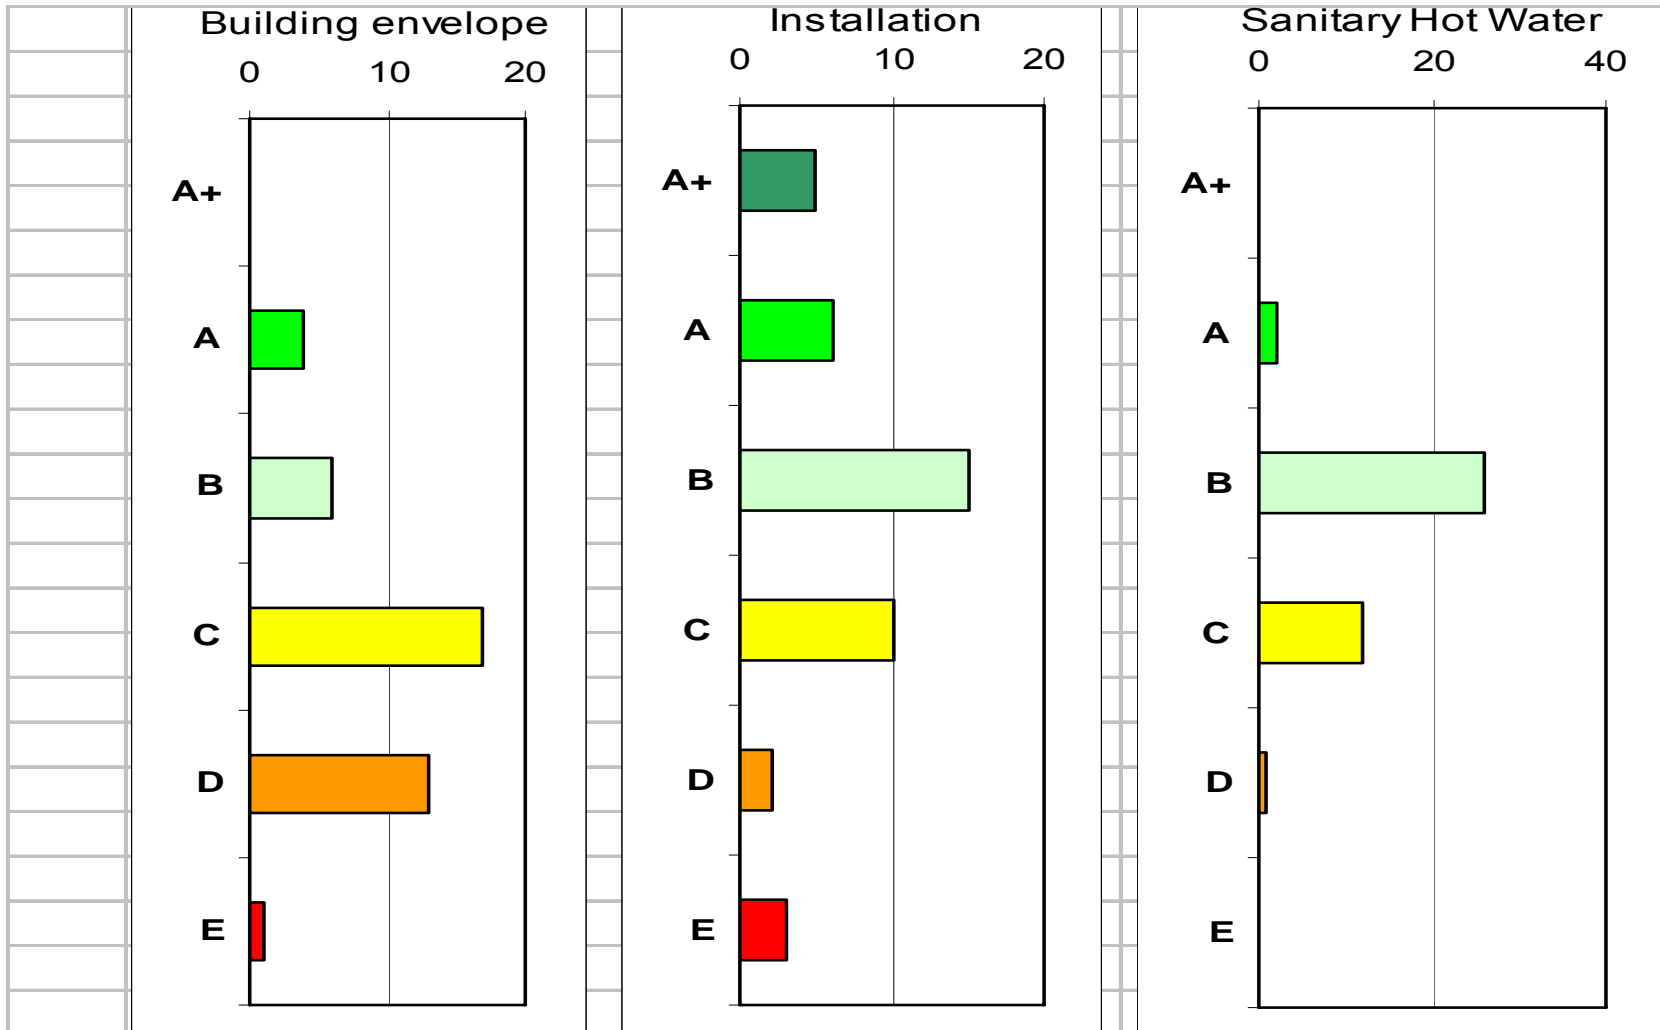 Building envelope
0 10 20
A+
A
B
C
D
E
Installation
0 10 20
A+
A
B
C
D
E
Sanitary Hot Water
0 20 40
A+
A
B
C
D
E